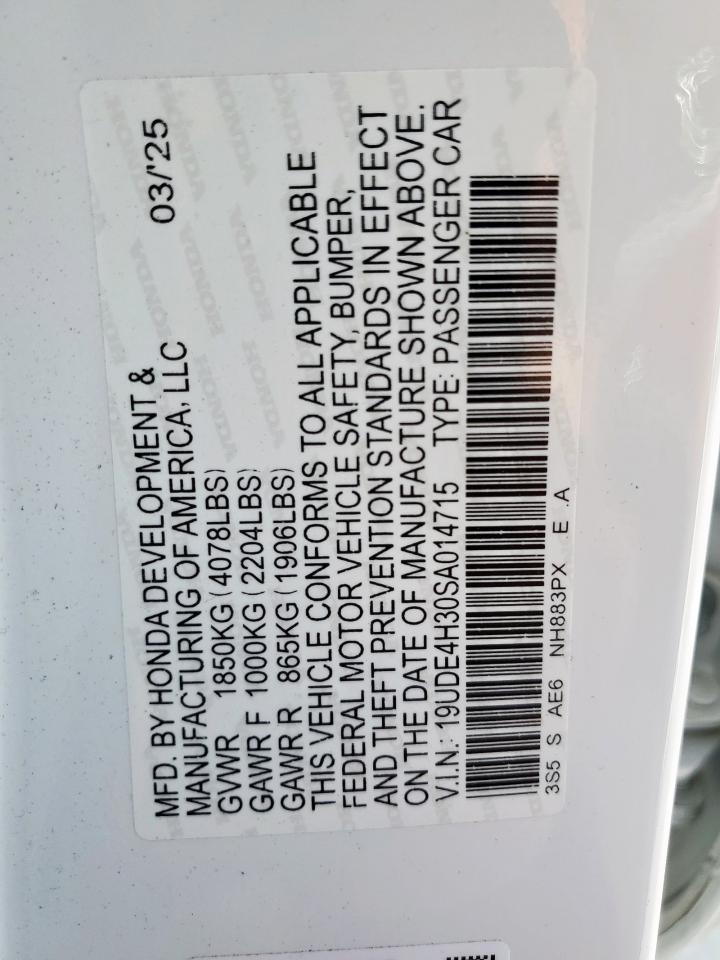 MFD. BY HONDA DEVELOPMENT & 03/'25
MANUFACTURING OF AMERICA, LLC
GVWR 1850KG (4078LBS)
GAWR F 1000KG (2204LBS)
GAWR R 865KG (1906LBS)
THIS VEHICLE CONFORMS TO ALL APPLICABLE
FEDERAL MOTOR VEHICLE SAFETY, BUMPER,
AND THEFT PREVENTION STANDARDS IN EFFECT
ON THE DATE OF MANUFACTURE SHOWN ABOVE.
V.I.N.: 19UDE4H30SA014715 TYPE: PASSENGER CAR
3S5 S AE6 NH883PX E .A